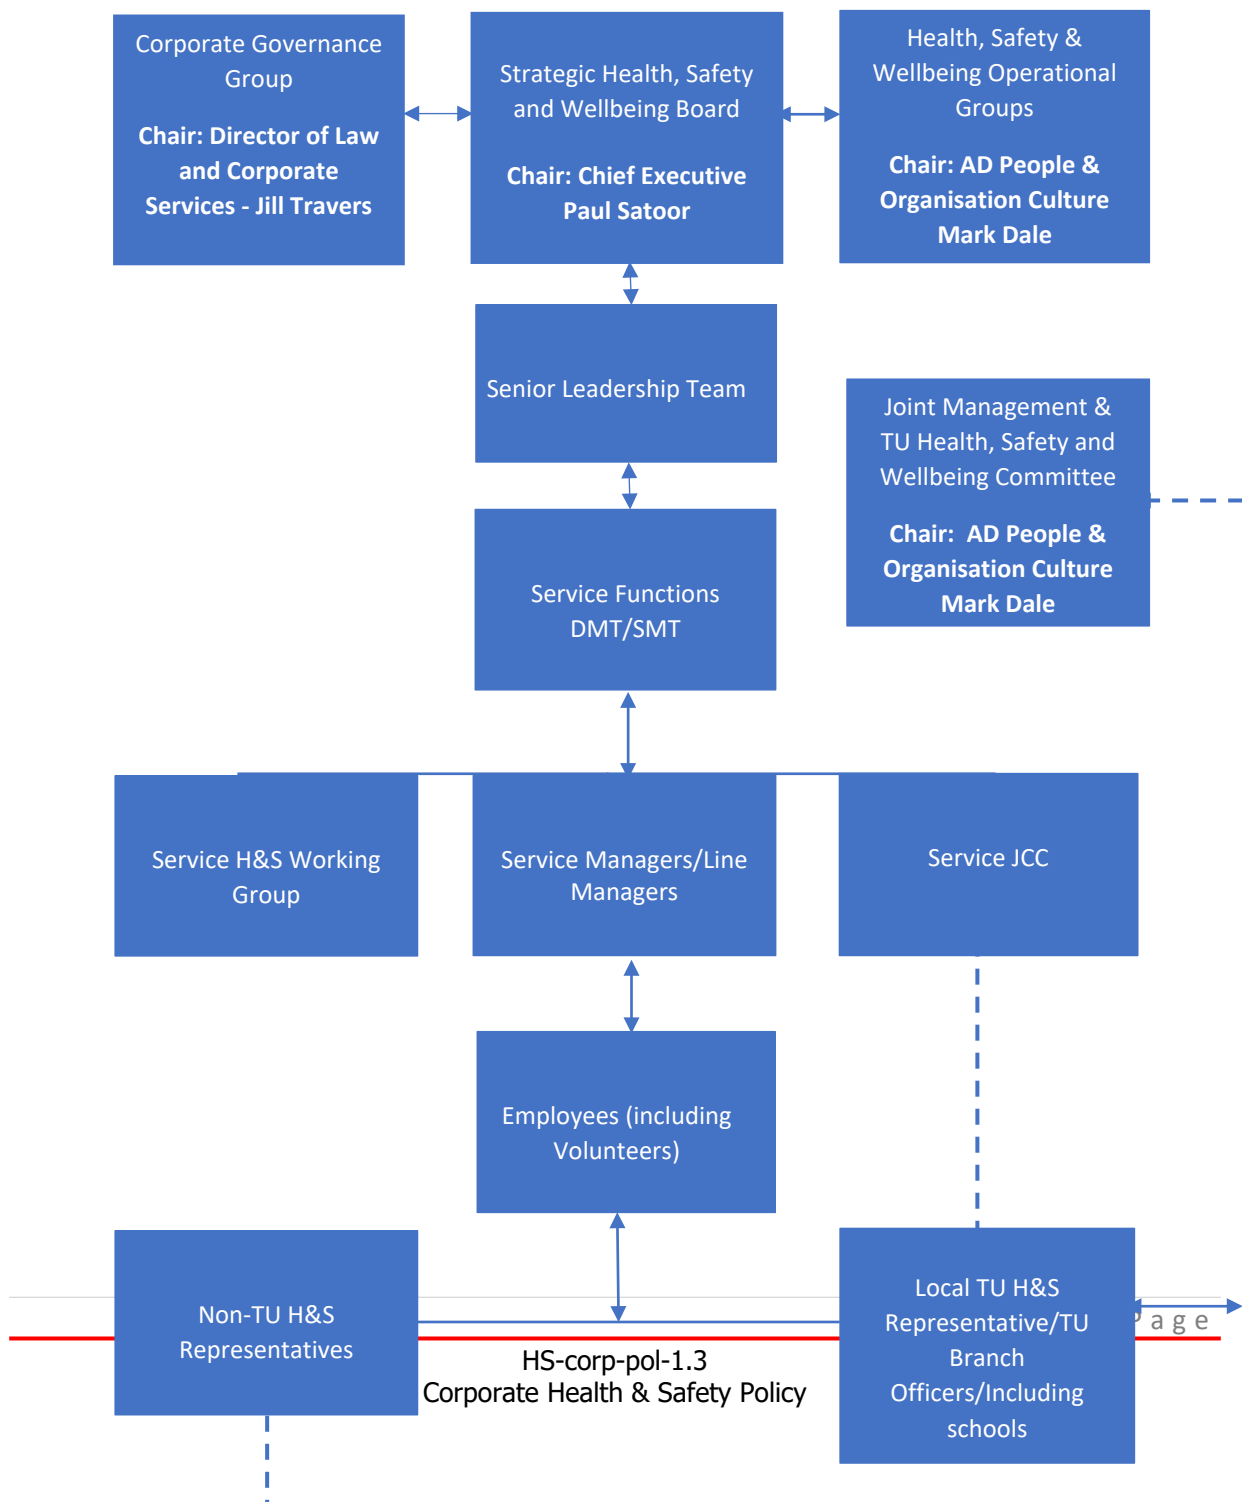 Corporate Governance
Group
Chair: Director of Law
and Corporate
Services - Jill Travers
Strategic Health, Safety
and Wellbeing Board
Chair: Chief Executive
Paul Satoor
Health, Safety &
Wellbeing Operational
Groups
Chair: AD People &
Organisation Culture
Mark Dale
Senior Leadership Team
Joint Management &
TU Health, Safety and
Wellbeing Committee
Chair:  AD People &
Organisation Culture
Mark Dale
Service Functions
DMT/SMT
Service H&S Working
Group
Service Managers/Line
Managers
Service JCC
Employees (including
Volunteers)
Non-TU H&S
Representatives
Local TU H&S
Representative/TU
Branch
Officers/Including
schools
age
HS-corp-pol-1.3
Corporate Health & Safety Policy